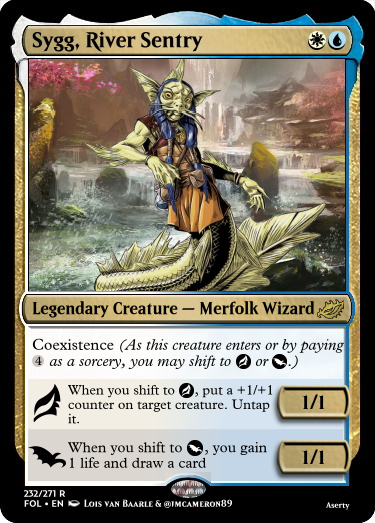 Sygg, River Sentry
Legendary Creature — Merfolk Wizard
Coexistence (As this creature enters or by paying
4 as a sorcery, you may shift to or .)
When you shift to , put a +1/+1
counter on target creature. Untap
it.
1/1
When you shift to , you gain
1 life and draw a card
1/1
232/271 R
FOL • EN Lois van Baarle & @jmcameron89
Aserty